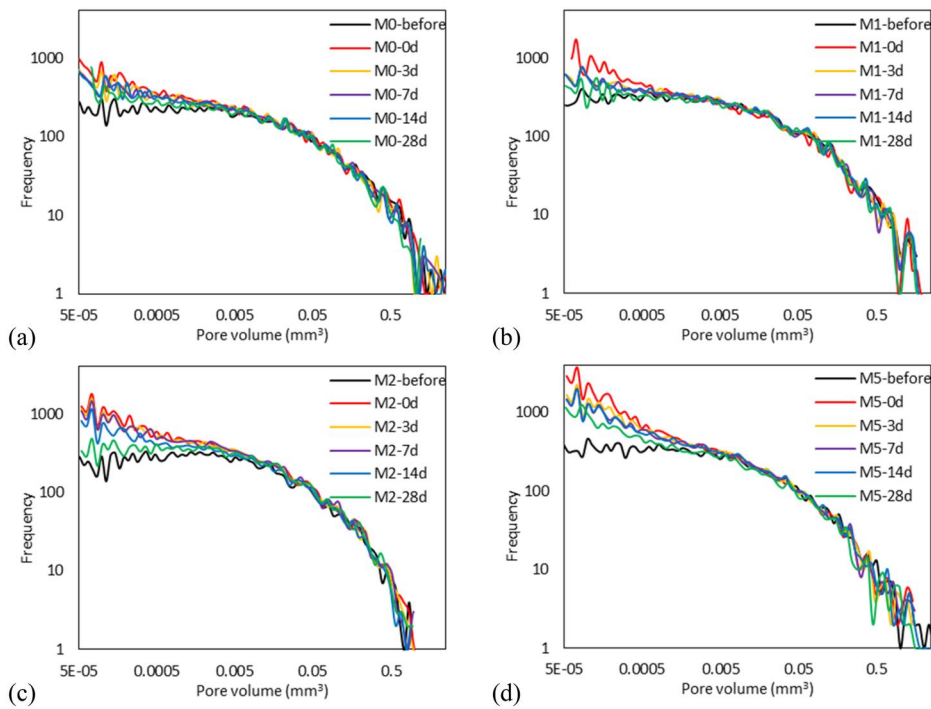 M0-before
M0-0d
M0-3d
M0-7d
M0-14d
M0-28d
1000
100
10
1
Frequency
5E-05 0.0005 0.005 0.05 0.5
Pore volume (mm³)
(a)
M1-before
M1-0d
M1-3d
M1-7d
M1-14d
M1-28d
1000
100
10
1
Frequency
5E-05 0.0005 0.005 0.05 0.5
Pore volume (mm³)
(b)
M2-before
M2-0d
M2-3d
M2-7d
M2-14d
M2-28d
1000
100
10
1
Frequency
5E-05 0.0005 0.005 0.05 0.5
Pore volume (mm³)
(c)
M5-before
M5-0d
M5-3d
M5-7d
M5-14d
M5-28d
1000
100
10
1
Frequency
5E-05 0.0005 0.005 0.05 0.5
Pore volume (mm³)
(d)